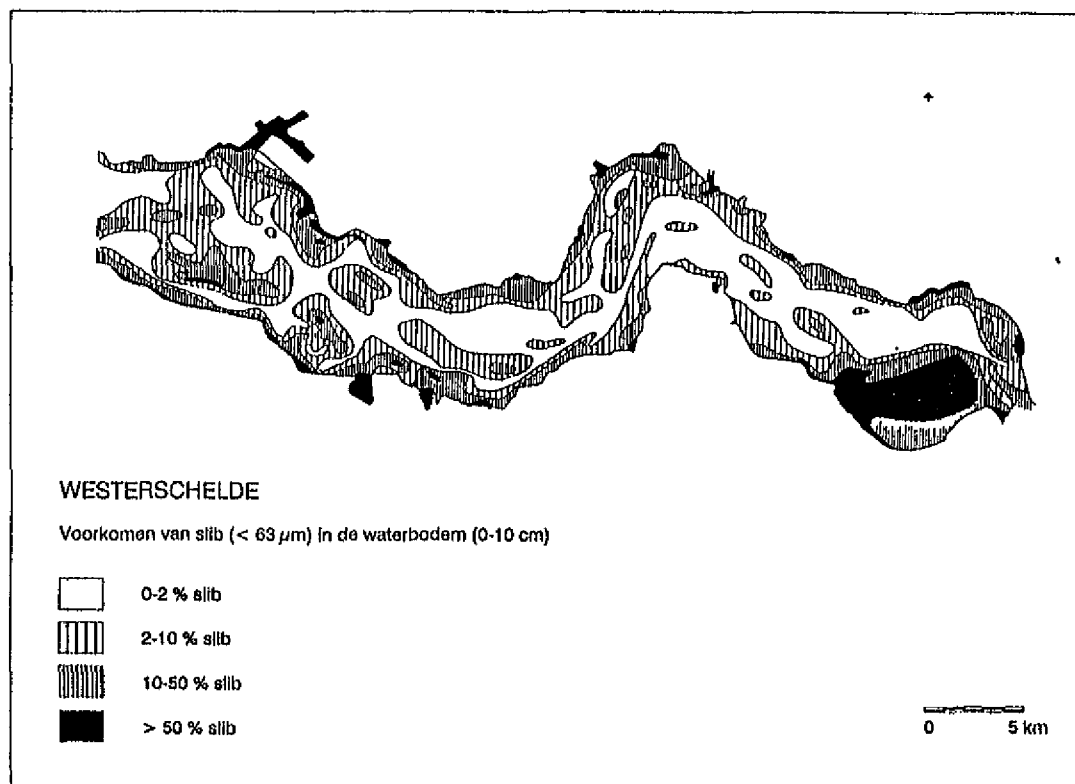 WESTERSCHELDE
Voorkomen van slib (< 63 µm) in de waterbodem (0-10 cm)
0-2 % slib
2-10 % slib
10-50 % slib
> 50 % slib
0 5 km